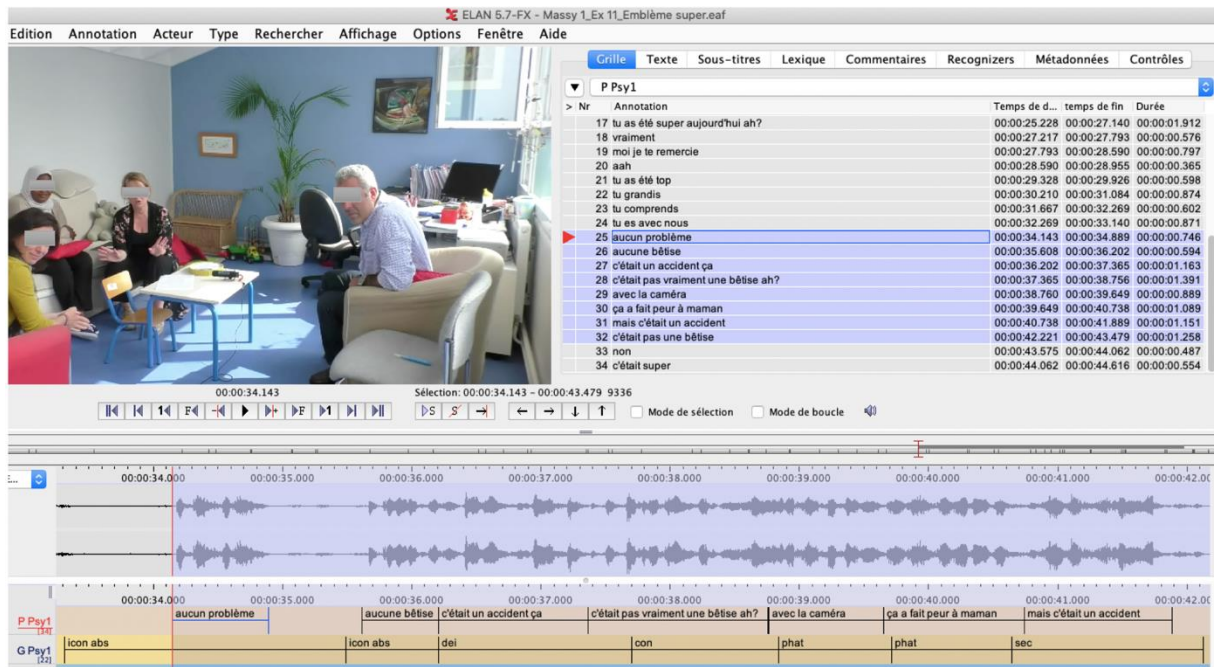 ELAN 5.7-FX - Massy 1_Ex 11_Emblème super.eaf
Edition Annotation Acteur Type Rechercher Affichage Options Fenêtre Aide
Grille Texte Sous-titres Lexique Commentaires Recognizers Métadonnées Contrôles
P Psy1
> Nr Annotation Temps de d... temps de fin Durée
17 tu as été super aujourd'hui ah? 00:00:25.228 00:00:27.140 00:00:01.912
18 vraiment 00:00:27.217 00:00:27.793 00:00:00.576
19 moi je te remercie 00:00:27.793 00:00:28.590 00:00:00.797
20 aah 00:00:28.590 00:00:28.955 00:00:00.365
21 tu as été top 00:00:29.328 00:00:29.926 00:00:00.598
22 tu grandis 00:00:30.210 00:00:31.084 00:00:00.874
23 tu comprends 00:00:31.667 00:00:32.269 00:00:00.602
24 tu es avec nous 00:00:32.269 00:00:33.140 00:00:00.871
25 aucun problème 00:00:34.143 00:00:34.889 00:00:00.746
26 aucune bêtise 00:00:35.608 00:00:36.202 00:00:00.594
27 c'était un accident ça 00:00:36.202 00:00:37.365 00:00:01.163
28 c'était pas vraiment une bêtise ah? 00:00:37.365 00:00:38.756 00:00:01.391
29 avec la caméra 00:00:38.760 00:00:39.649 00:00:00.889
30 ça a fait peur à maman 00:00:39.649 00:00:40.738 00:00:01.089
31 mais c'était un accident 00:00:40.738 00:00:41.889 00:00:01.151
32 c'était pas une bêtise 00:00:42.221 00:00:43.479 00:00:01.258
33 non 00:00:43.575 00:00:44.062 00:00:00.487
34 c'était super 00:00:44.062 00:00:44.616 00:00:00.554
00:00:34.143 Sélection: 00:00:34.143 - 00:00:43.479 9336
Mode de sélection Mode de boucle
00:00:34.000 00:00:35.000 00:00:36.000 00:00:37.000 00:00:38.000 00:00:39.000 00:00:40.000 00:00:41.000 00:00:42.00
00:00:34.000 00:00:35.000 00:00:36.000 00:00:37.000 00:00:38.000 00:00:39.000 00:00:40.000 00:00:41.000 00:00:42.00
P Psy1 aucun problème aucune bêtise c'était un accident ça c'était pas vraiment une bêtise ah? avec la caméra ça a fait peur à maman mais c'était un accident
[34]
G Psy1 icon abs icon abs dei con phat phat sec
[22]